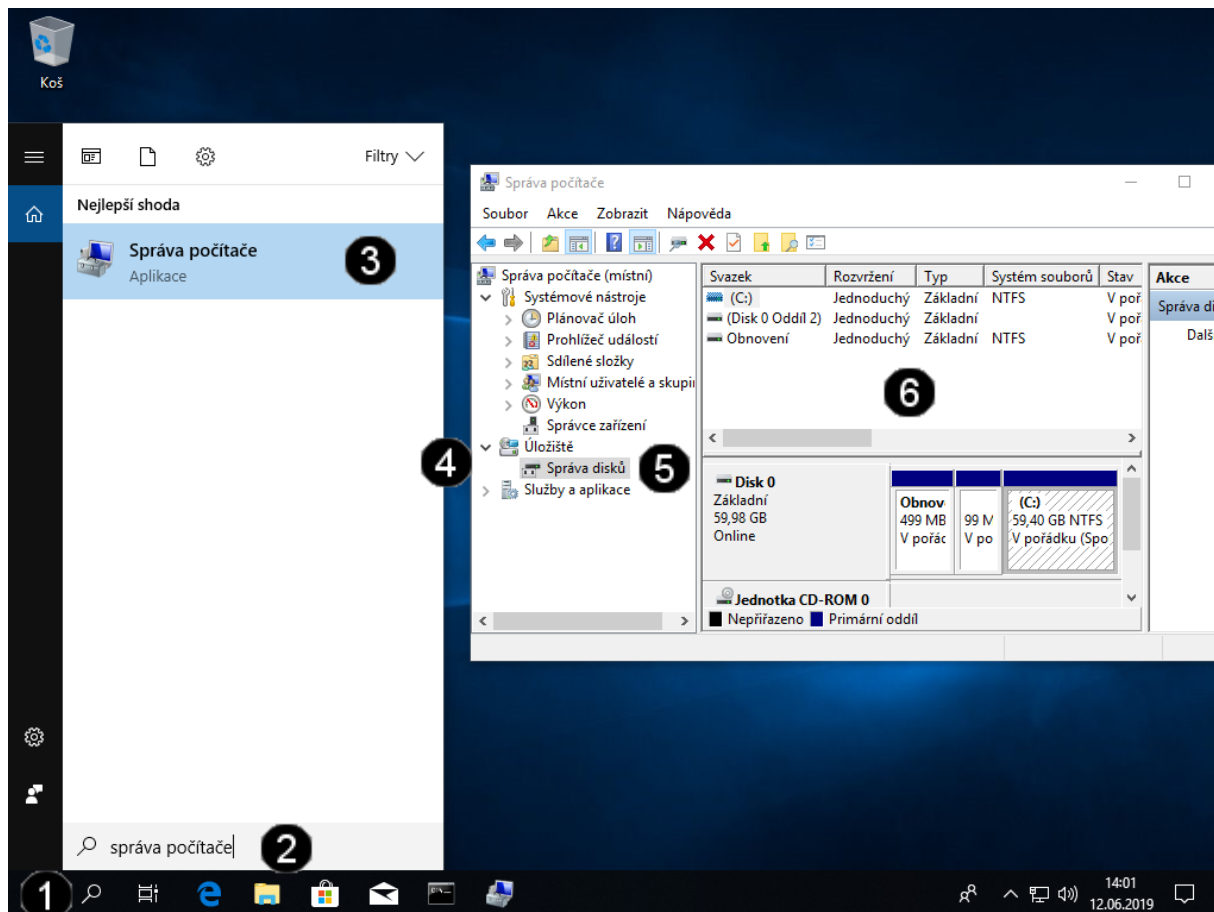 Koš
Filtry
Nejlepší shoda
Správa počítače
Aplikace
3
správa počítače
2
1
Správa počítače
Soubor Akce Zobrazit Nápověda
Správa počítače (místní)
Systémové nástroje
Plánovač úloh
Prohlížeč událostí
Sdílené složky
Místní uživatelé a skupin
Výkon
Správce zařízení
4
Úložiště
Správa disků
5
Služby a aplikace
Svazek Rozvržení Typ Systém souborů Stav
(C:) Jednoduchý Základní NTFS V poř
(Disk 0 Oddíl 2) Jednoduchý Základní V poř
Obnovení Jednoduchý Základní NTFS V poř
6
Disk 0
Základní
59,98 GB
Online
Obnov
499 MB
V pořác
99 M
V po
(C:)
59,40 GB NTFS
V pořádku (Spo
Jednotka CD-ROM 0
Nepřiřazeno Primární oddíl
Akce
Správa di
Dalš
14:01
12.06.2019